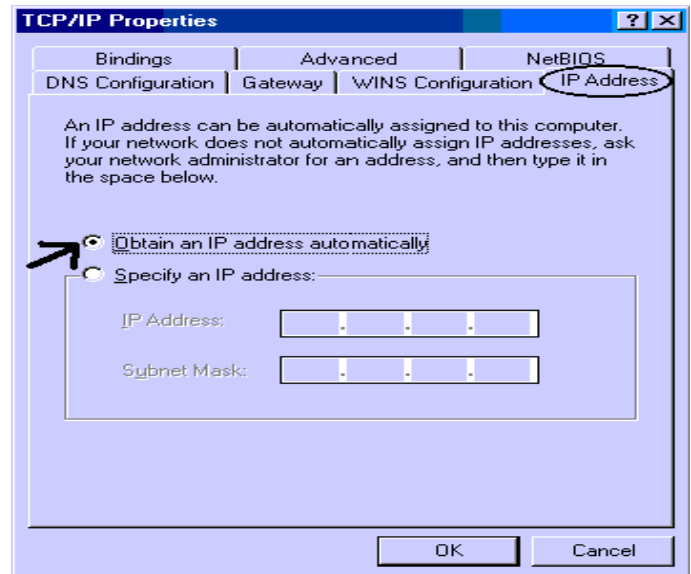 TCP/IP Properties
? ×
Bindings Advanced NetBIOS
DNS Configuration Gateway WINS Configuration IP Address
An IP address can be automatically assigned to this computer.
If your network does not automatically assign IP addresses, ask
your network administrator for an address, and then type it in
the space below.
Obtain an IP address automatically
Specify an IP address:
IP Address:
. . .
Subnet Mask:
. . .
OK Cancel